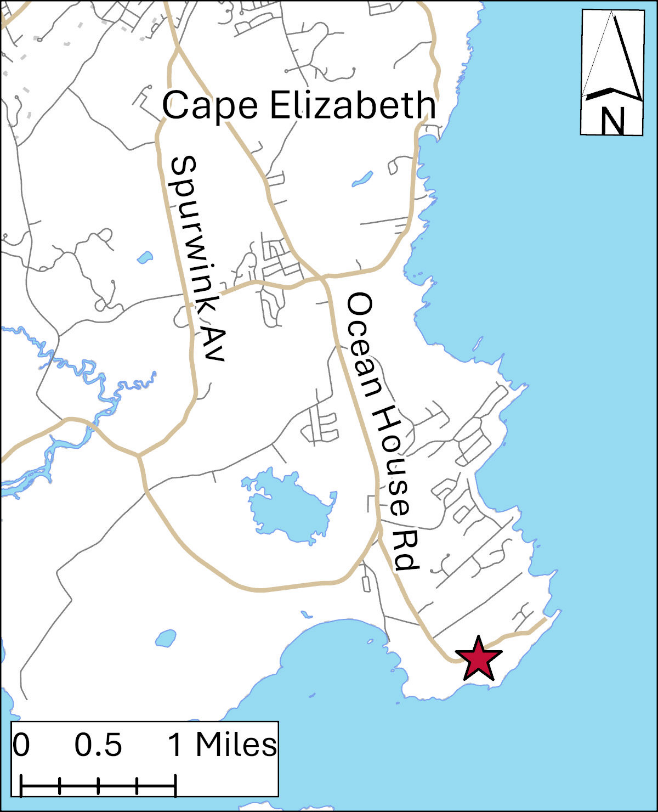 N
Cape Elizabeth
Spurwink Av
Ocean House Rd
0 0.5 1 Miles